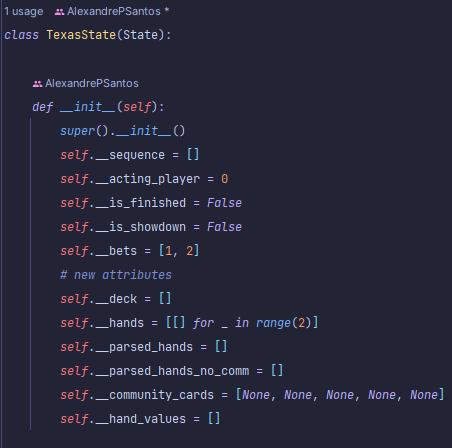 1 usage AlexandrePSantos *
class TexasState(State):
AlexandrePSantos
def __init__(self):
super().__init__()
self.__sequence = []
self.__acting_player = 0
self.__is_finished = False
self.__is_showdown = False
self.__bets = [1, 2]
# new attributes
self.__deck = []
self.__hands = [[] for _ in range(2)]
self.__parsed_hands = []
self.__parsed_hands_no_comm = []
self.__community_cards = [None, None, None, None, None]
self.__hand_values = []